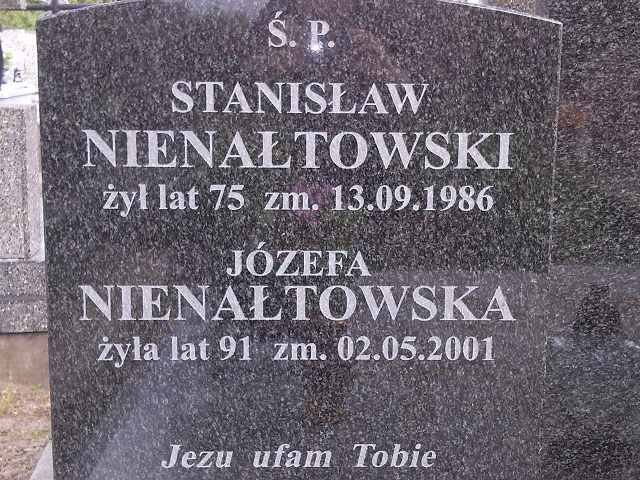 Ś. P.
STANISŁAW
NIENAŁTOWSKI
żył lat 75 zm. 13.09.1986
JÓZEFA
NIENAŁTOWSKA
żyła lat 91 zm. 02.05.2001
Jezu ufam Tobie